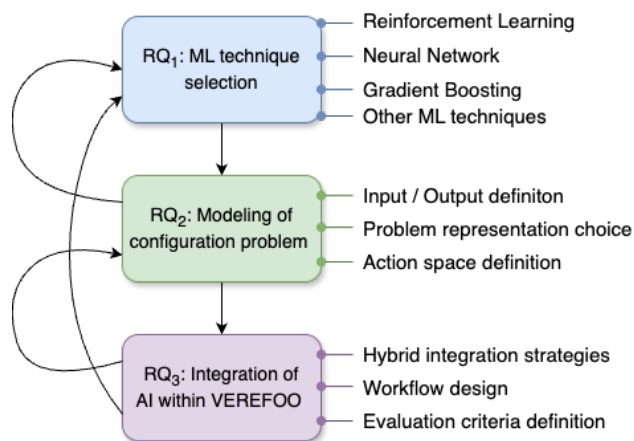 RQ₁: ML technique
selection
Reinforcement Learning
Neural Network
Gradient Boosting
Other ML techniques
RQ₂: Modeling of
configuration problem
Input / Output definiton
Problem representation choice
Action space definition
RQ₃: Integration of
AI within VEREFOO
Hybrid integration strategies
Workflow design
Evaluation criteria definition